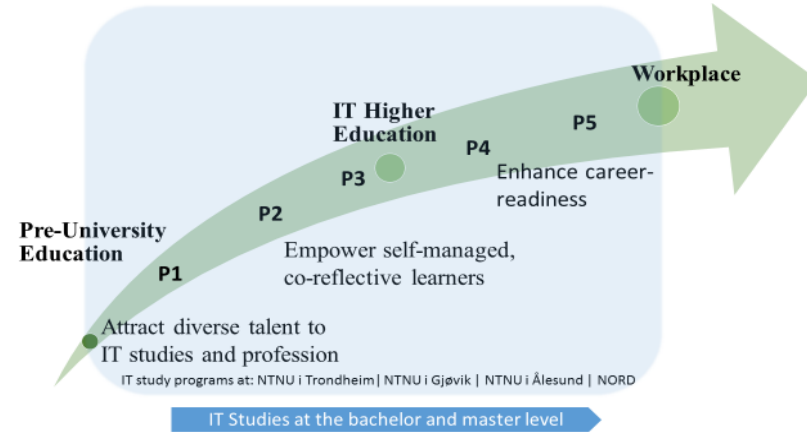 Workplace
IT Higher
Education
P5
P4
P3
Enhance career-
readiness
P2
Pre-University
Education
Empower self-managed,
co-reflective learners
P1
Attract diverse talent to
IT studies and profession
IT study programs at: NTNU i Trondheim| NTNU i Gjøvik | NTNU i Ålesund | NORD
IT Studies at the bachelor and master level